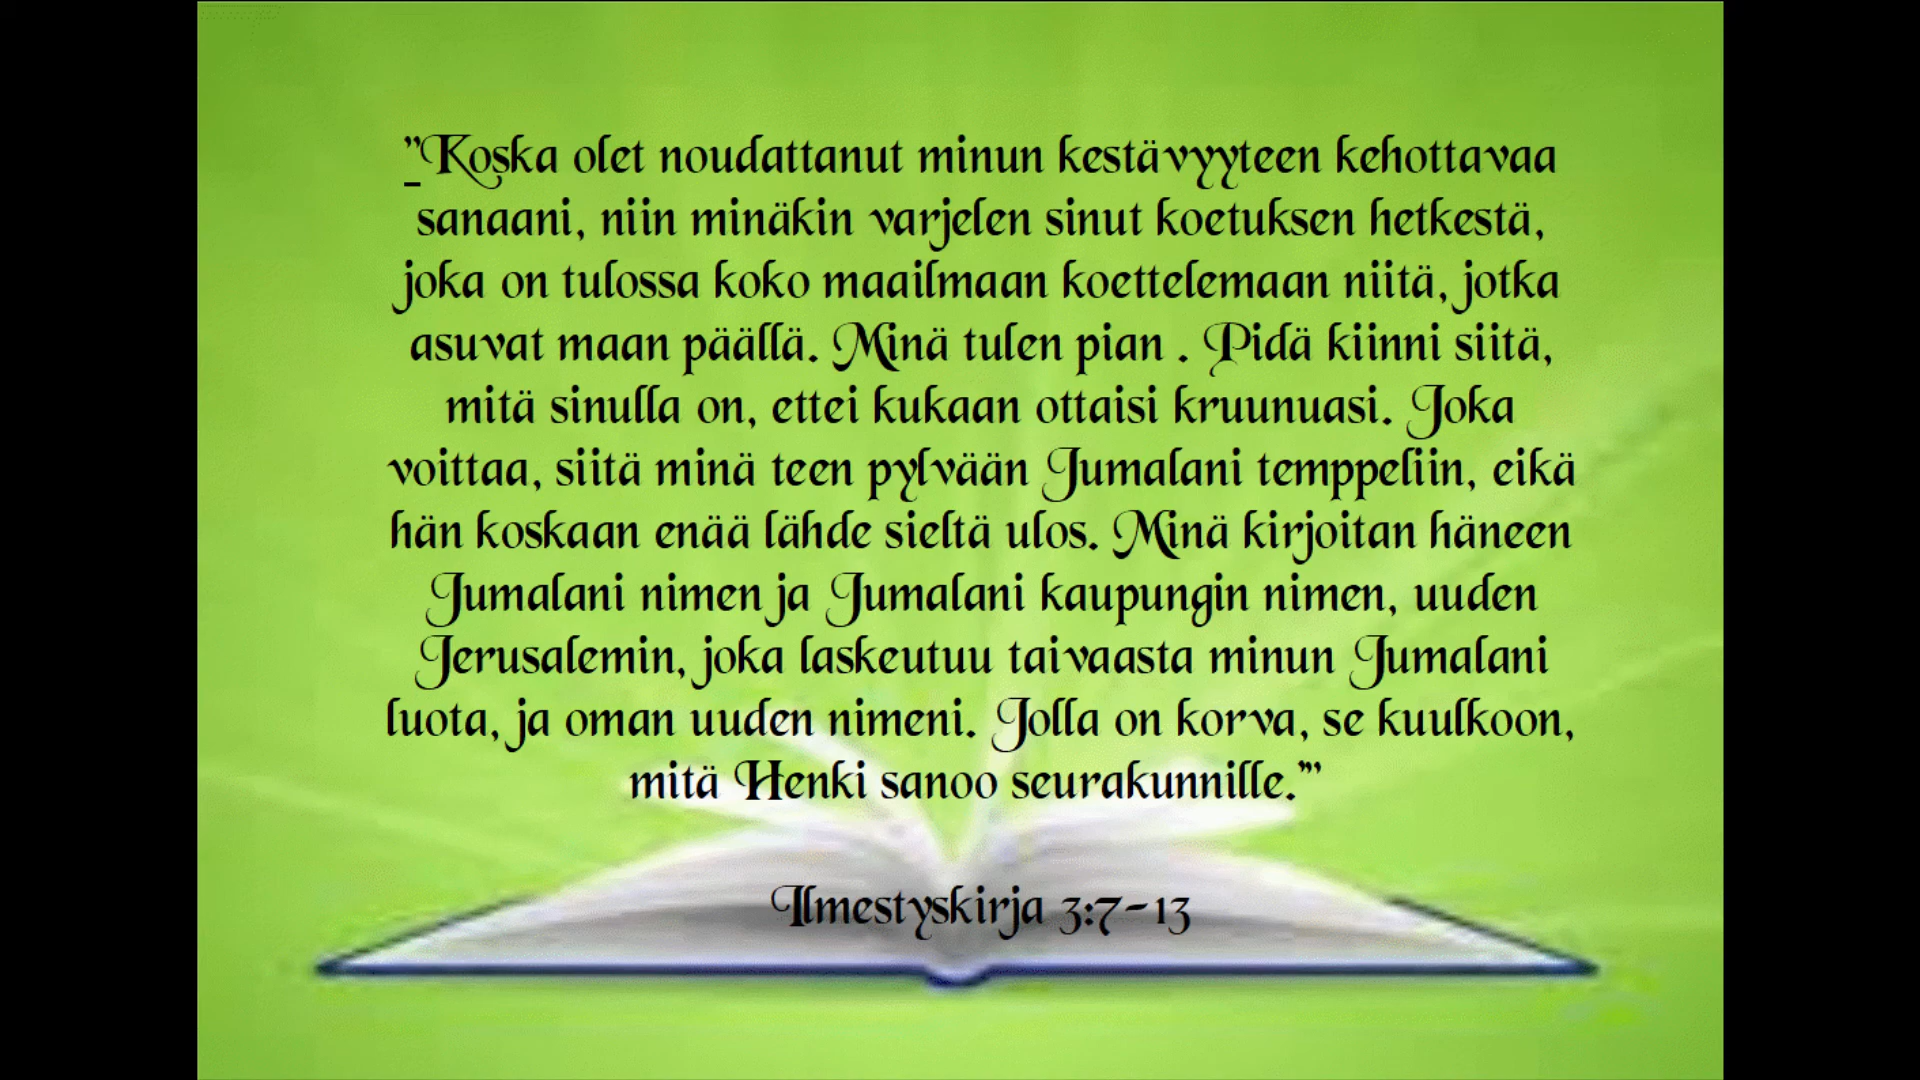 "Koska olet noudattanut minun kestävyyteen kehottavaa
sanaani, niin minäkin varjelen sinut koetuksen hetkestä,
joka on tulossa koko maailmaan koettelemaan niitä, jotka
asuvat maan päällä. Minä tulen pian . Pidä kiinni siitä,
mitä sinulla on, ettei kukaan ottaisi kruunuasi. Joka
voittaa, siitä minä teen pylvään Jumalani temppeliin, eikä
hän koskaan enää lähde sieltä ulos. Minä kirjoitan häneen
Jumalani nimen ja Jumalani kaupungin nimen, uuden
Jerusalemin, joka laskeutuu taivaasta minun Jumalani
luota, ja oman uuden nimeni. Jolla on korva, se kuulkoon,
mitä Henki sanoo seurakunnille."'
Ilmestyskirja 3:7-13